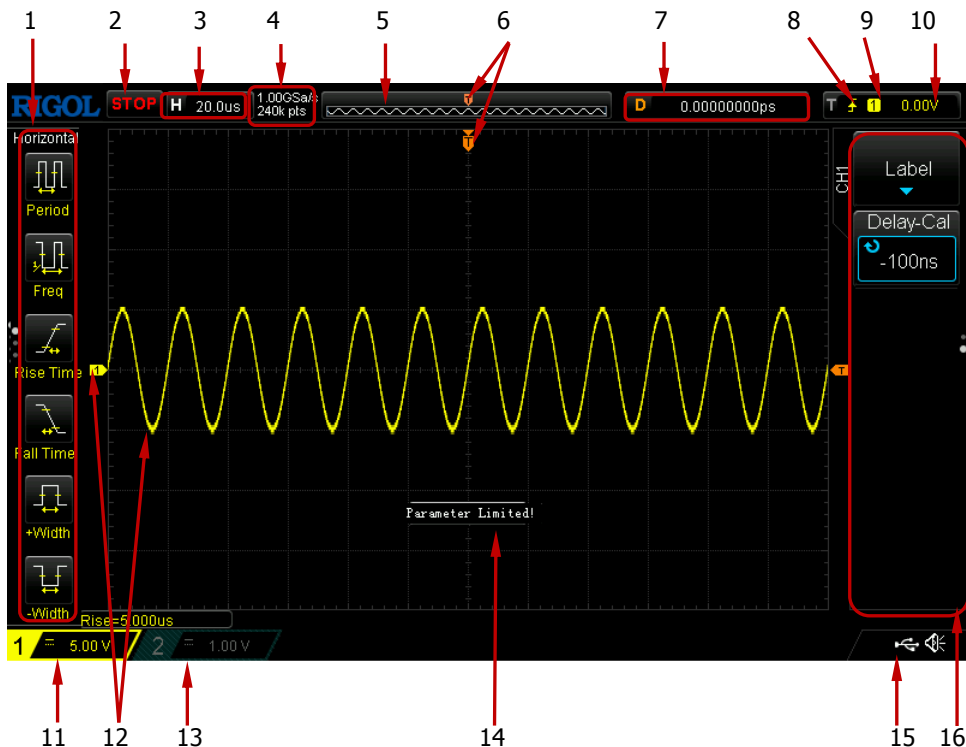 1 2 3 4 5 6 7 8 9 10
RIGOL STOP H 20.0us 1.00GSa/s D 0.00000000ps T 1 0.00V
240k pts
T
T
Horizontal
Period
1/
Freq
Rise Time
Fall Time
+Width
-Width
1
T
CH1
Label
Delay-Cal
-100ns
Parameter Limited!
Rise=5.000us
1 5.00 V 2 1.00 V
11 12 13 14 15 16